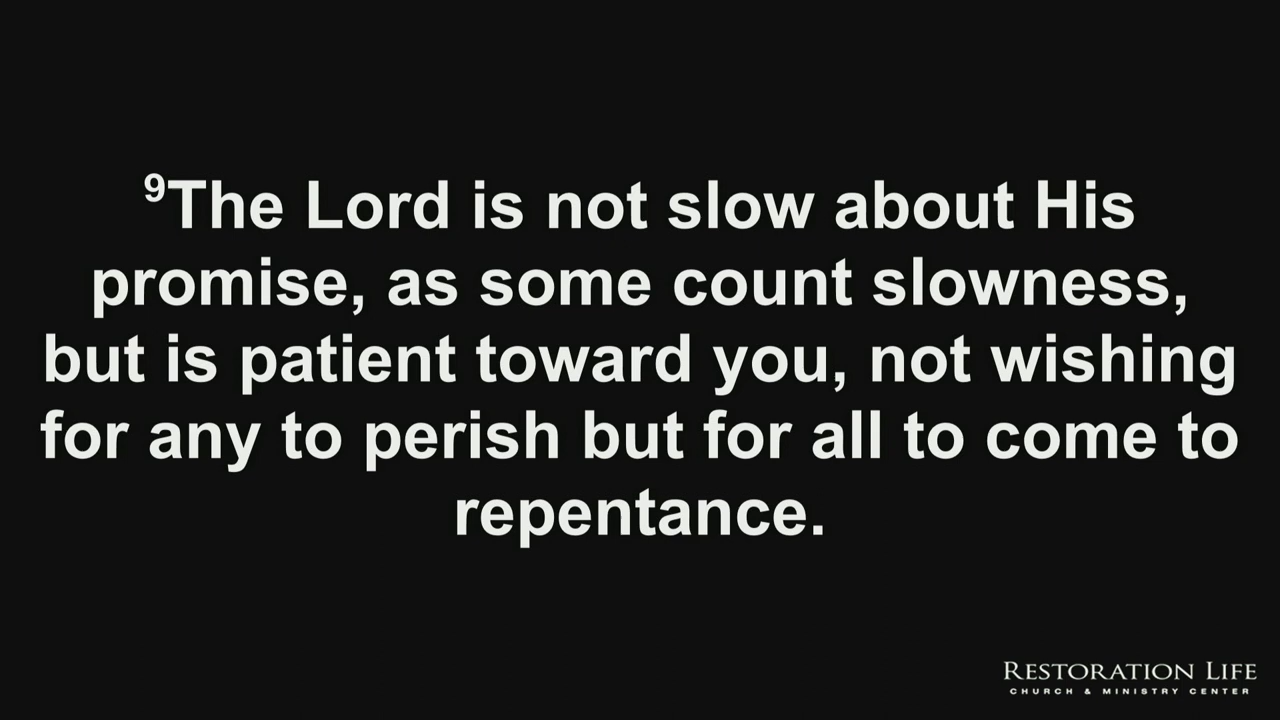 ⁹The Lord is not slow about His
promise, as some count slowness,
but is patient toward you, not wishing
for any to perish but for all to come to
repentance.
RESTORATION LIFE
CHURCH & MINISTRY CENTER